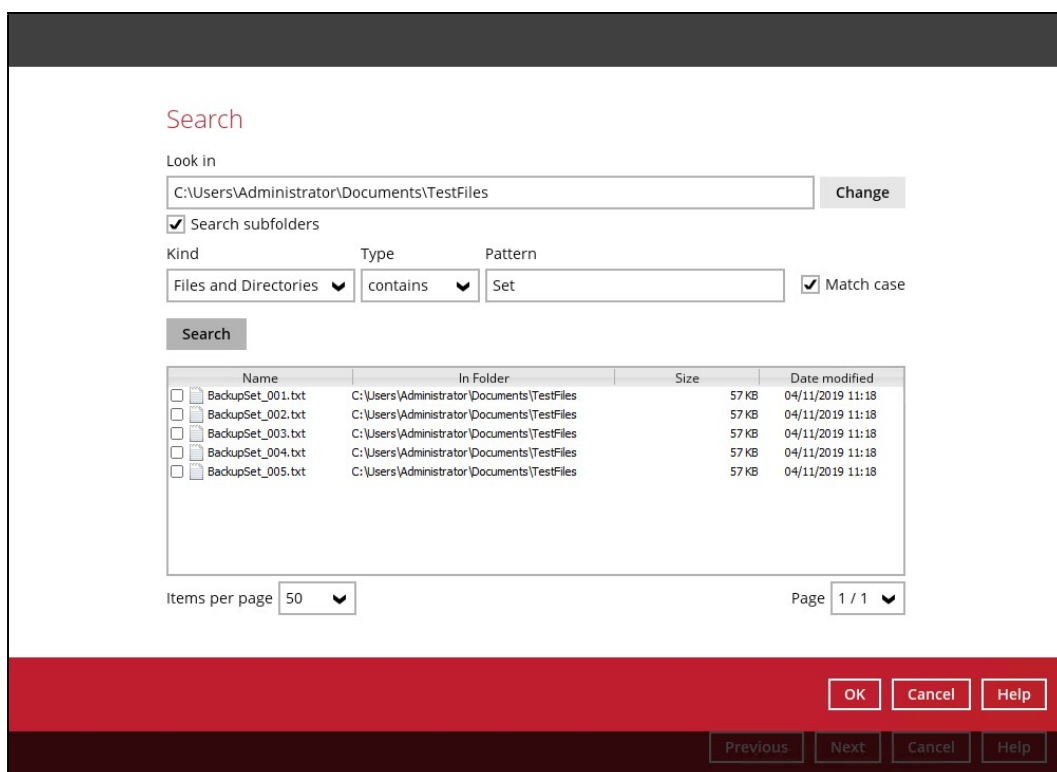 Search
Look in
C:\Users\Administrator\Documents\TestFiles Change
Search subfolders
Kind Type Pattern
Files and Directories contains Set Match case
Search
Name In Folder Size Date modified
BackupSet_001.txt C:\Users\Administrator\Documents\TestFiles 57 KB 04/11/2019 11:18
BackupSet_002.txt C:\Users\Administrator\Documents\TestFiles 57 KB 04/11/2019 11:18
BackupSet_003.txt C:\Users\Administrator\Documents\TestFiles 57 KB 04/11/2019 11:18
BackupSet_004.txt C:\Users\Administrator\Documents\TestFiles 57 KB 04/11/2019 11:18
BackupSet_005.txt C:\Users\Administrator\Documents\TestFiles 57 KB 04/11/2019 11:18
Items per page 50 Page 1 / 1
OK Cancel Help
Previous Next Cancel Help